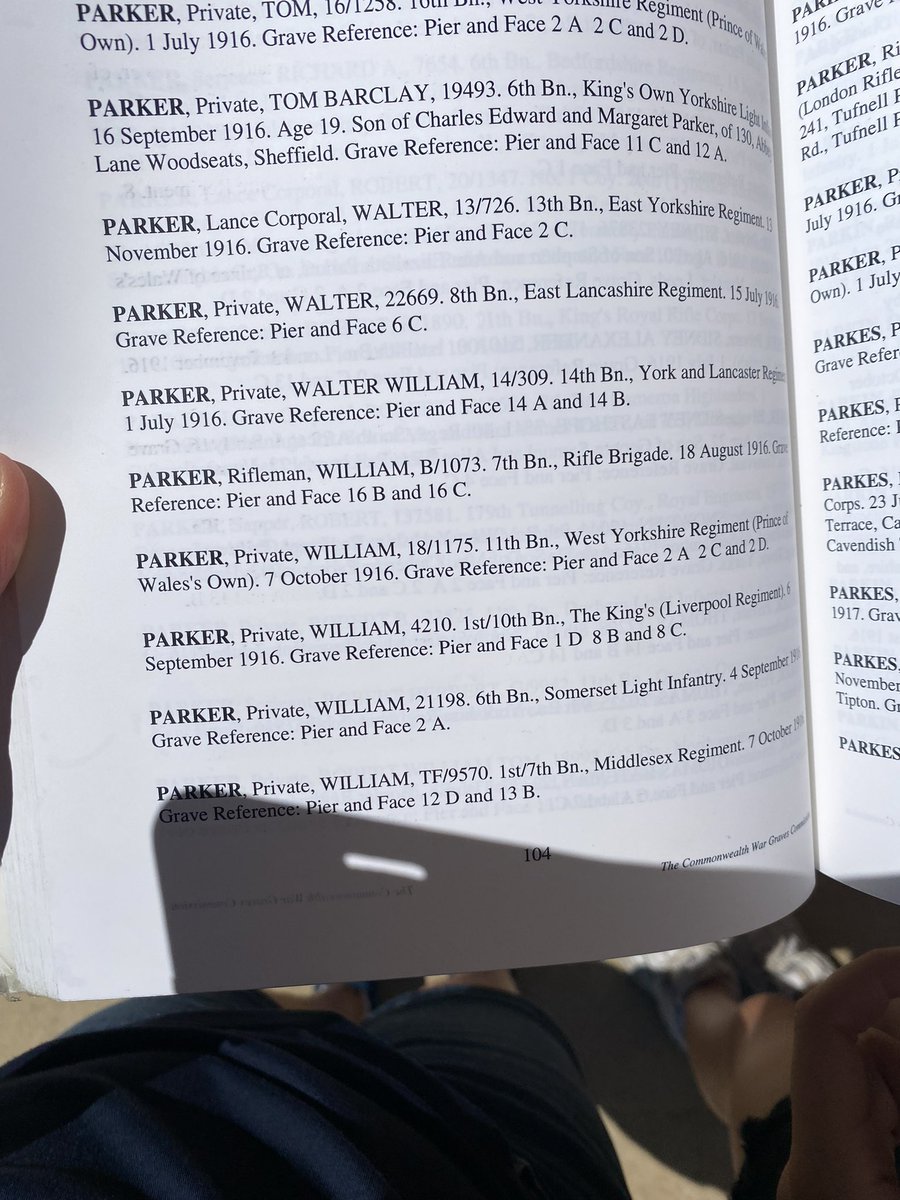 PARKER, Private, TOM, 16/1258. 16th Bn., West Yorkshire Regiment (Prince of
Own). 1 July 1916. Grave Reference: Pier and Face 2 A 2 C and 2 D.
PARKER, Private, TOM BARCLAY, 19493. 6th Bn., King's Own Yorkshire Light
16 September 1916. Age 19. Son of Charles Edward and Margaret Parker, of 130,
Lane Woodseats, Sheffield. Grave Reference: Pier and Face 11 C and 12 A.
PARKER, Lance Corporal, WALTER, 13/726. 13th Bn., East Yorkshire Regiment. 13
November 1916. Grave Reference: Pier and Face 2 C.
PARKER, Private, WALTER, 22669. 8th Bn., East Lancashire Regiment. 15 July 1916.
Grave Reference: Pier and Face 6 C.
PARKER, Private, WALTER WILLIAM, 14/309. 14th Bn., York and Lancaster Regiment.
1 July 1916. Grave Reference: Pier and Face 14 A and 14 B.
PARKER, Rifleman, WILLIAM, B/1073. 7th Bn., Rifle Brigade. 18 August 1916. Grave
Reference: Pier and Face 16 B and 16 C.
PARKER, Private, WILLIAM, 18/1175. 11th Bn., West Yorkshire Regiment (Prince of
Wales's Own). 7 October 1916. Grave Reference: Pier and Face 2 A 2 C and 2 D.
PARKER, Private, WILLIAM, 4210. 1st/10th Bn., The King's (Liverpool Regiment). 6
September 1916. Grave Reference: Pier and Face 1 D 8 B and 8 C.
PARKER, Private, WILLIAM, 21198. 6th Bn., Somerset Light Infantry. 4 September 1916.
Grave Reference: Pier and Face 2 A.
PARKER, Private, WILLIAM, TF/9570. 1st/7th Bn., Middlesex Regiment. 7 October 1916.
Grave Reference: Pier and Face 12 D and 13 B.
104
The Commonwealth War Graves
1916. Grave
PARKER, Ri
(London Rifle
241, Tufnell P
Rd., Tufnell P
PARKER, P
July 1916. Gr
PARKER, P
Own). 1 July
PARKES, P
Grave Refer
PARKES, P
Reference:
PARKES,
Corps. 23 J
Terrace, Ca
Cavendish
PARKES,
1917. Grav
PARKES,
November
Tipton. Gr
PARKES